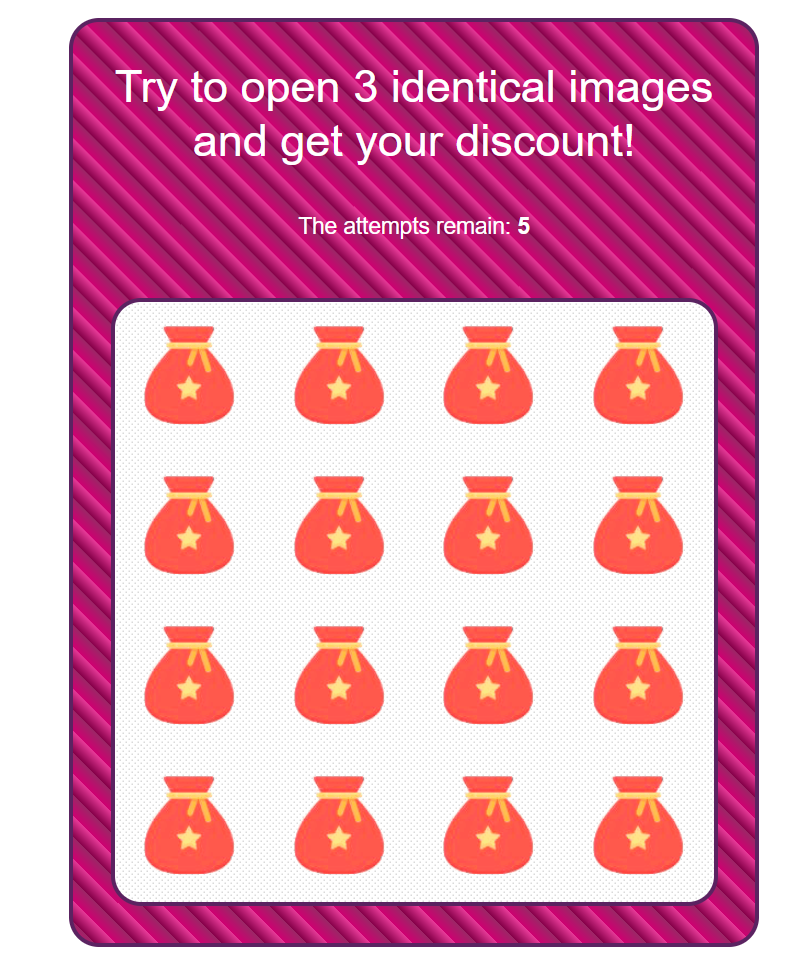 Try to open 3 identical images
and get your discount!
The attempts remain: 5